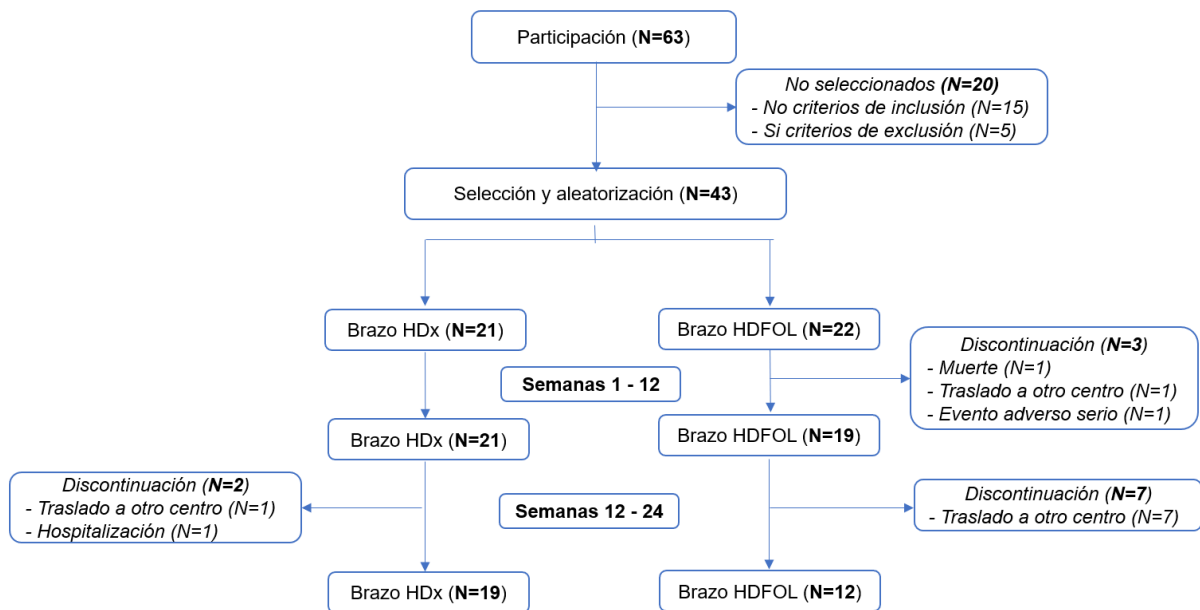 Participación (N=63)
No seleccionados (N=20)
- No criterios de inclusión (N=15)
- Si criterios de exclusión (N=5)
Selección y aleatorización (N=43)
Brazo HDx (N=21)
Brazo HDFOL (N=22)
Discontinuación (N=3)
- Muerte (N=1)
- Traslado a otro centro (N=1)
- Evento adverso serio (N=1)
Semanas 1 - 12
Brazo HDx (N=21)
Brazo HDFOL (N=19)
Discontinuación (N=2)
- Traslado a otro centro (N=1)
- Hospitalización (N=1)
Semanas 12 - 24
Discontinuación (N=7)
- Traslado a otro centro (N=7)
Brazo HDx (N=19)
Brazo HDFOL (N=12)